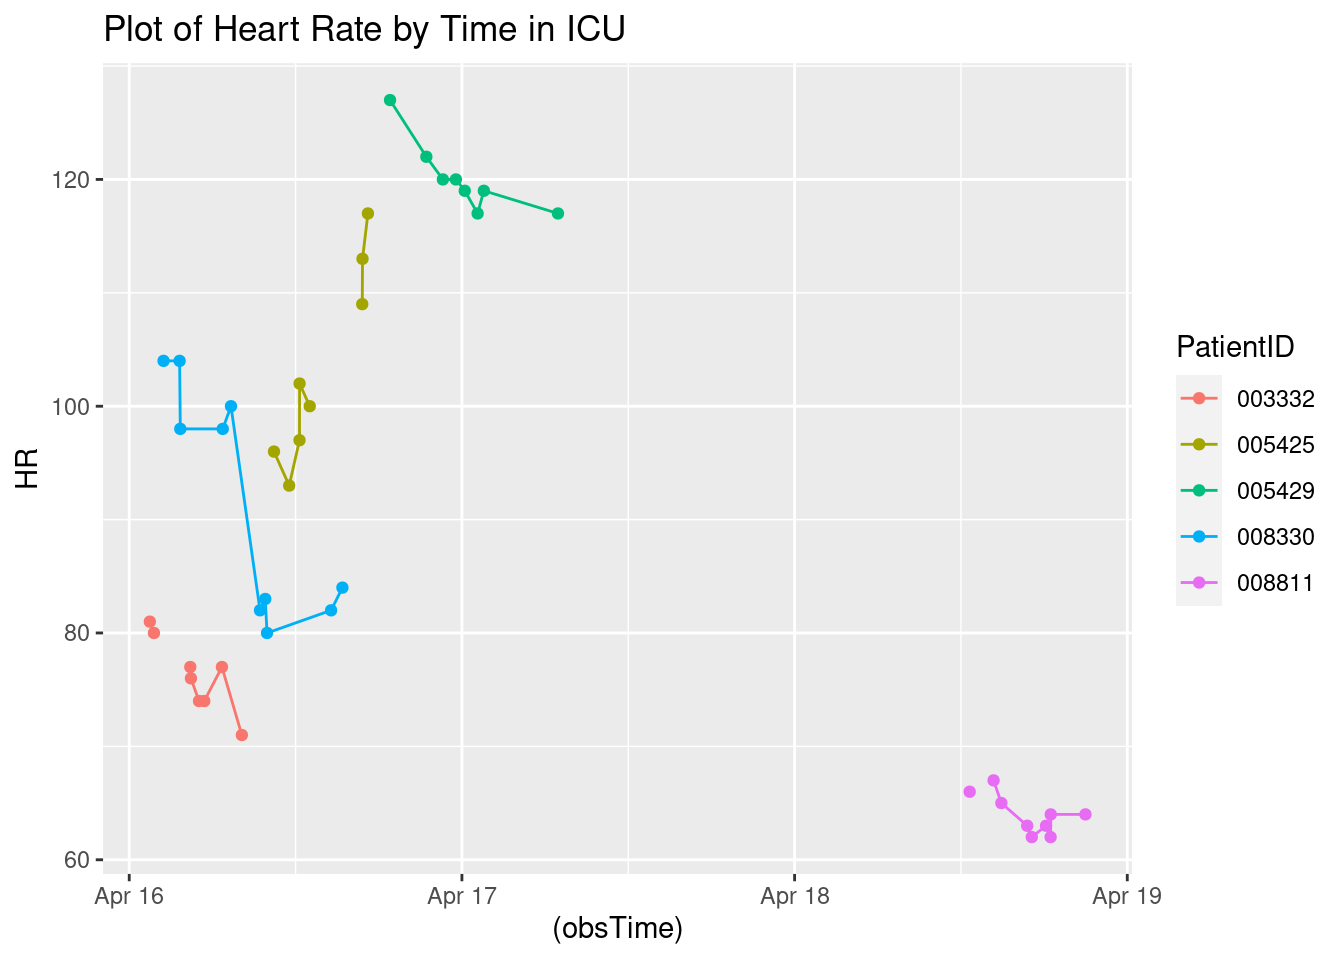 Plot of Heart Rate by Time in ICU
120
100
80
60
HR
Apr 16
Apr 17
Apr 18
Apr 19
(obsTime)
PatientID
003332
005425
005429
008330
008811